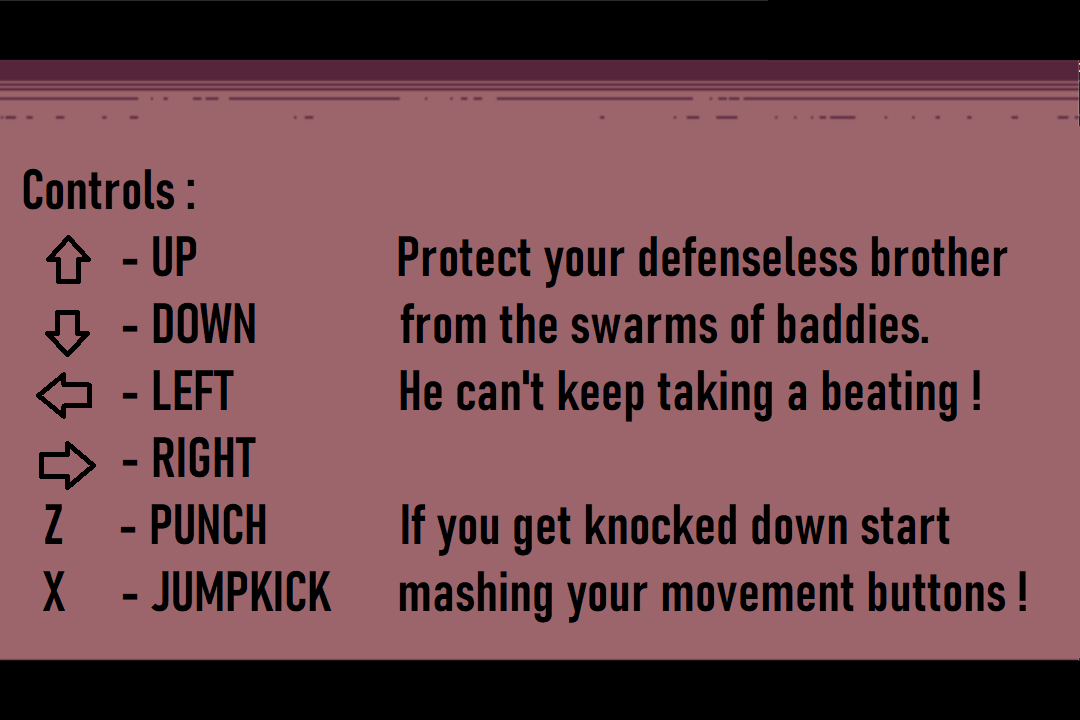 Controls :
⇧ - UP
⇩ - DOWN
⇦ - LEFT
⇨ - RIGHT
Z - PUNCH
X - JUMPKICK
Protect your defenseless brother
from the swarms of baddies.
He can't keep taking a beating !
If you get knocked down start
mashing your movement buttons !